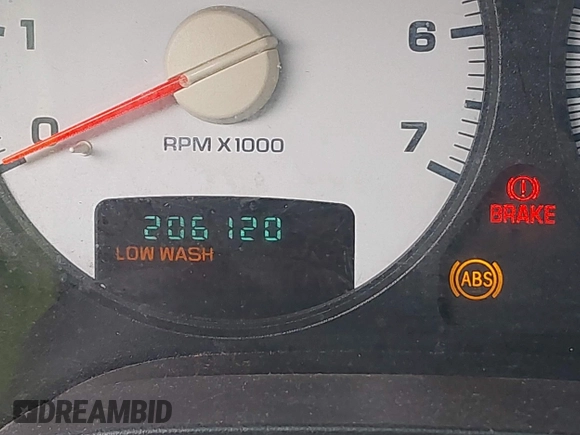 1
6
0
7
RPM X1000
206120
LOW WASH
BRAKE
ABS
DREAMBID